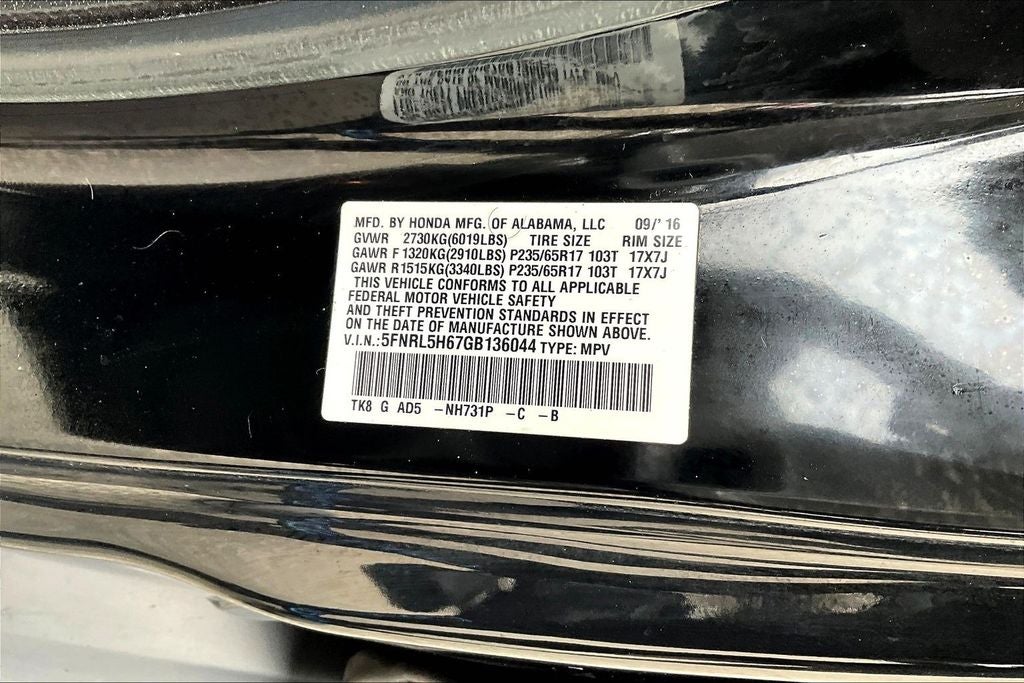 MFD. BY HONDA MFG. OF ALABAMA, LLC 09/' 16
GVWR 2730KG(6019LBS) TIRE SIZE RIM SIZE
GAWR F 1320KG(2910LBS) P235/65R17 103T 17X7J
GAWR R1515KG(3340LBS) P235/65R17 103T 17X7J
THIS VEHICLE CONFORMS TO ALL APPLICABLE
FEDERAL MOTOR VEHICLE SAFETY
AND THEFT PREVENTION STANDARDS IN EFFECT
ON THE DATE OF MANUFACTURE SHOWN ABOVE.
V.I.N.:5FNRL5H67GB136044 TYPE: MPV
TK8 G AD5 -NH731P -C -B